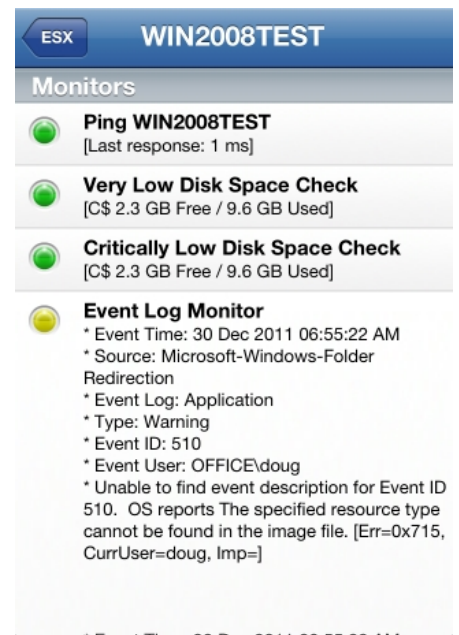 ESX
WIN2008TEST
Monitors
Ping WIN2008TEST
[Last response: 1 ms]
Very Low Disk Space Check
[C$ 2.3 GB Free / 9.6 GB Used]
Critically Low Disk Space Check
[C$ 2.3 GB Free / 9.6 GB Used]
Event Log Monitor
* Event Time: 30 Dec 2011 06:55:22 AM
* Source: Microsoft-Windows-Folder
Redirection
* Event Log: Application
* Type: Warning
* Event ID: 510
* Event User: OFFICE\doug
* Unable to find event description for Event ID
510.  OS reports The specified resource type
cannot be found in the image file. [Err=0x715,
CurrUser=doug, Imp=]